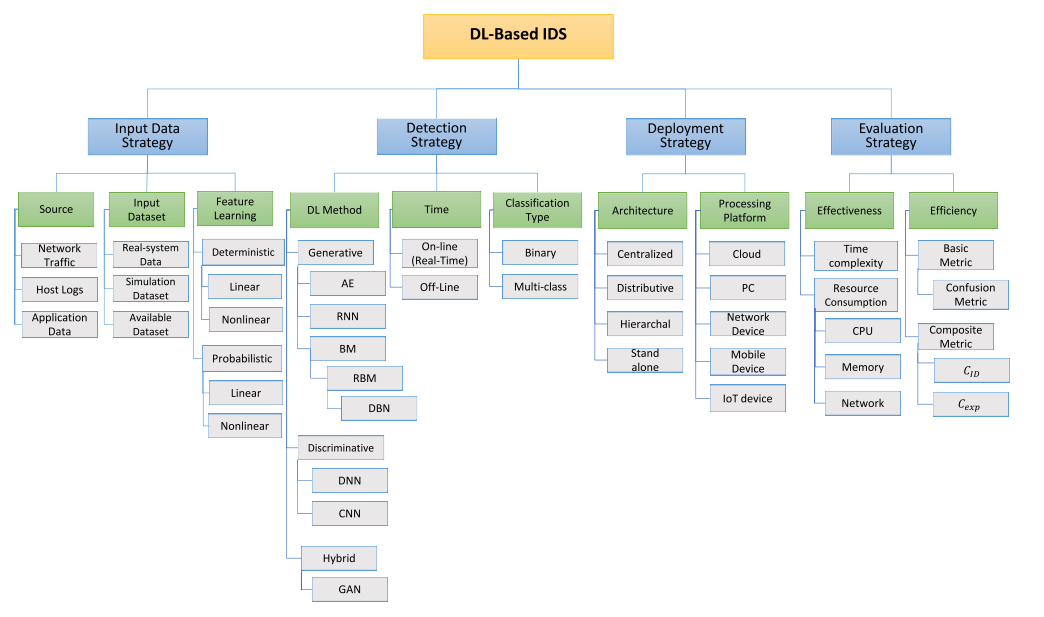 DL-Based IDS
Input Data
Strategy
Detection
Strategy
Deployment
Strategy
Evaluation
Strategy
Source
Input
Dataset
Feature
Learning
DL Method
Time
Classification
Type
Architecture
Processing
Platform
Effectiveness
Efficiency
Network
Traffic
Host Logs
Application
Data
Real-system
Data
Simulation
Dataset
Available
Dataset
Deterministic
Linear
Nonlinear
Probabilistic
Linear
Nonlinear
Generative
AE
RNN
BM
RBM
DBN
Discriminative
DNN
CNN
Hybrid
GAN
On-line
(Real-Time)
Off-Line
Binary
Multi-class
Centralized
Distributive
Hierarchal
Stand
alone
Cloud
PC
Network
Device
Mobile
Device
IoT device
Time
complexity
Resource
Consumption
CPU
Memory
Network
Basic
Metric
Confusion
Metric
Composite
Metric
C_{ID}
C_{exp}